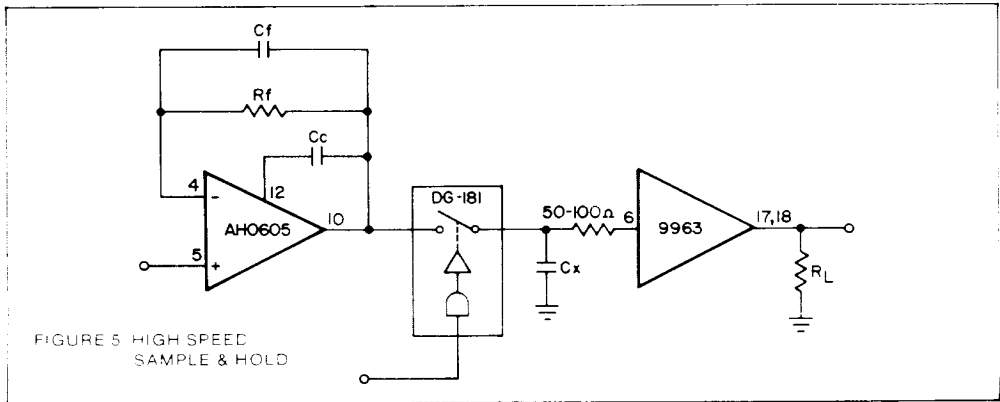 Cf
Rf
Cc
4
12
-
AH0605
10
5
+
DG-181
50-100Ω
6
9963
17,18
Cx
RL
FIGURE 5 HIGH SPEED
SAMPLE & HOLD